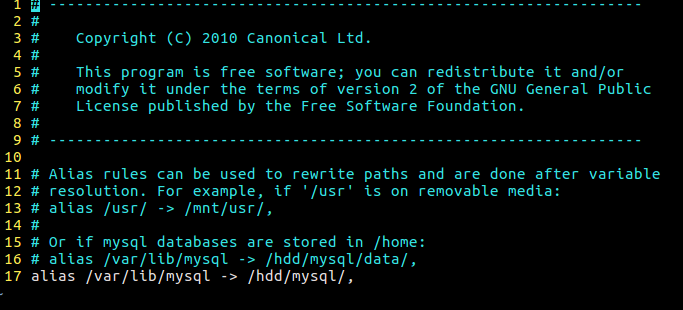 1 # ------------------------------------------------------------------
2 #
3 #    Copyright (C) 2010 Canonical Ltd.
4 #
5 #    This program is free software; you can redistribute it and/or
6 #    modify it under the terms of version 2 of the GNU General Public
7 #    License published by the Free Software Foundation.
8 #
9 # ------------------------------------------------------------------
10
11 # Alias rules can be used to rewrite paths and are done after variable
12 # resolution. For example, if '/usr' is on removable media:
13 # alias /usr/ -> /mnt/usr/,
14 #
15 # Or if mysql databases are stored in /home:
16 # alias /var/lib/mysql -> /hdd/mysql/data/,
17 alias /var/lib/mysql -> /hdd/mysql/,